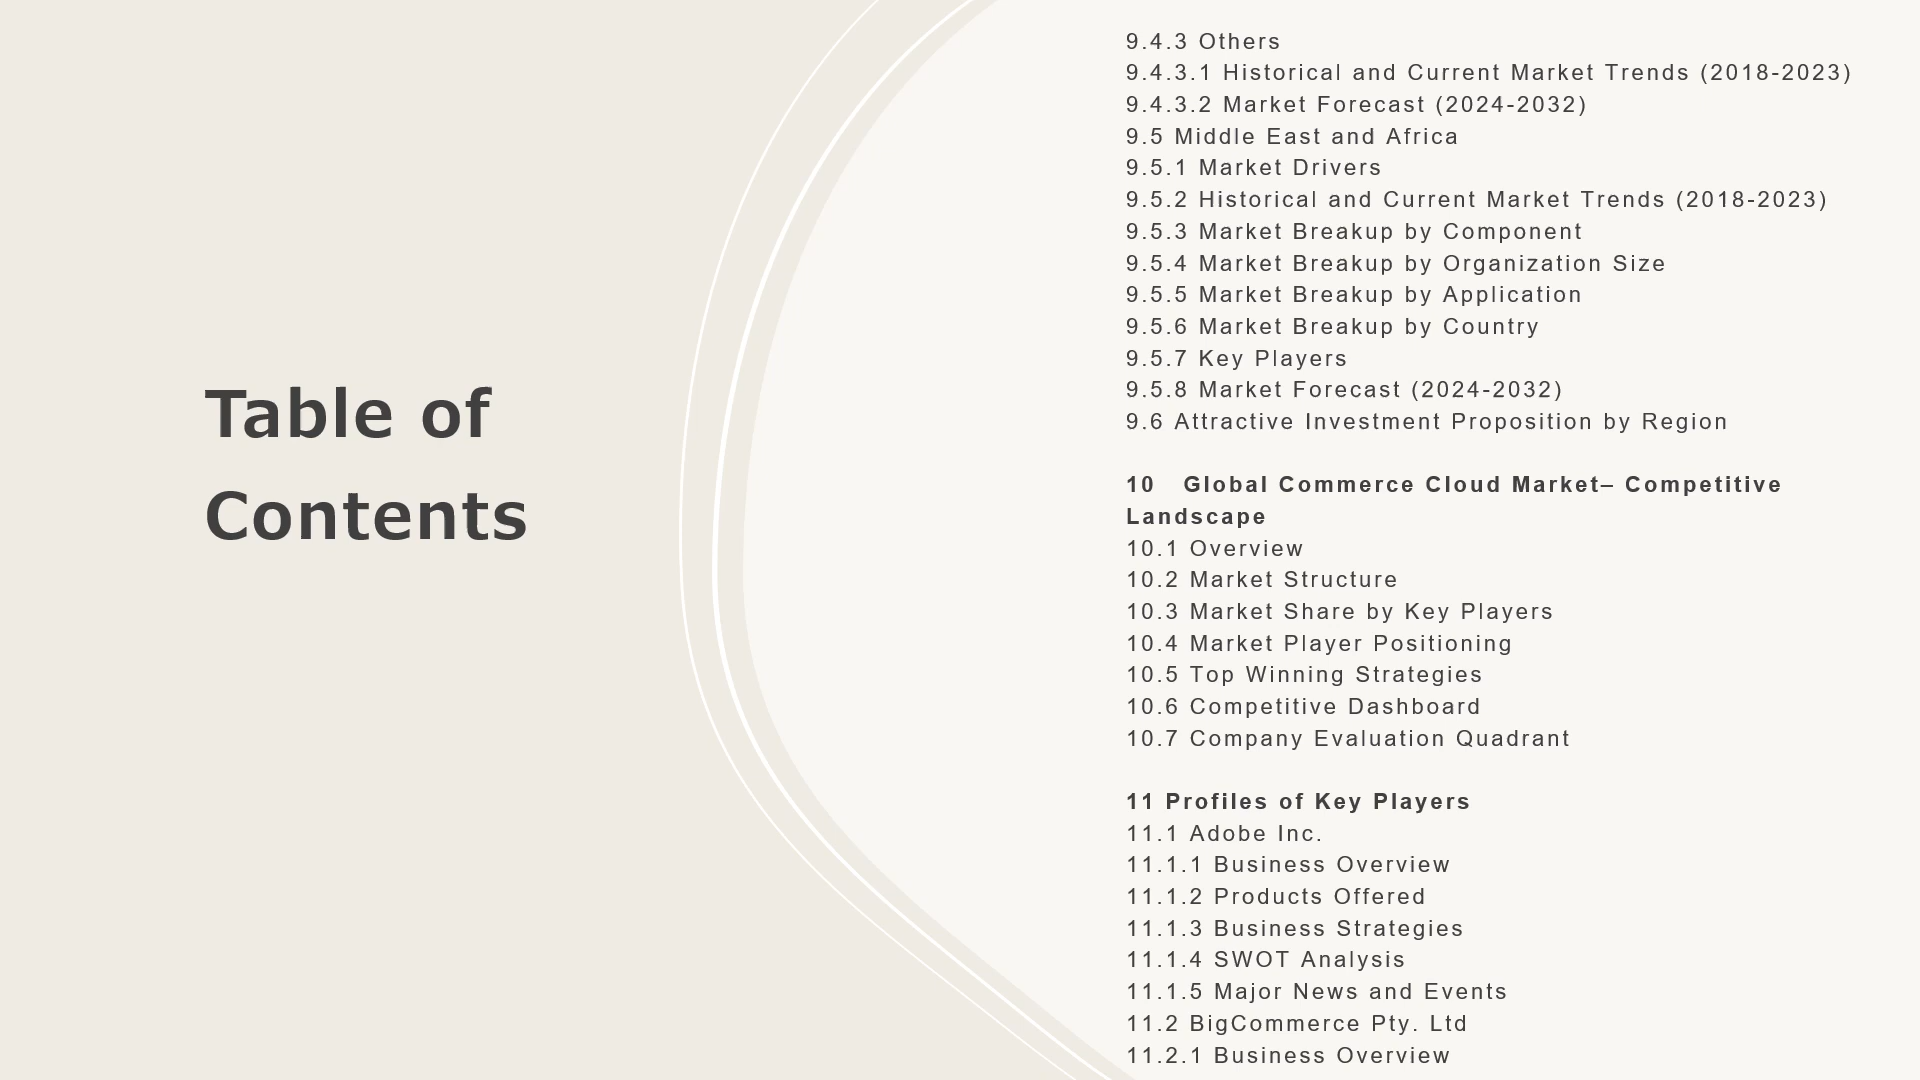 Table of
Contents
9.4.3 Others
9.4.3.1 Historical and Current Market Trends (2018-2023)
9.4.3.2 Market Forecast (2024-2032)
9.5 Middle East and Africa
9.5.1 Market Drivers
9.5.2 Historical and Current Market Trends (2018-2023)
9.5.3 Market Breakup by Component
9.5.4 Market Breakup by Organization Size
9.5.5 Market Breakup by Application
9.5.6 Market Breakup by Country
9.5.7 Key Players
9.5.8 Market Forecast (2024-2032)
9.6 Attractive Investment Proposition by Region
10 Global Commerce Cloud Market– Competitive
Landscape
10.1 Overview
10.2 Market Structure
10.3 Market Share by Key Players
10.4 Market Player Positioning
10.5 Top Winning Strategies
10.6 Competitive Dashboard
10.7 Company Evaluation Quadrant
11 Profiles of Key Players
11.1 Adobe Inc.
11.1.1 Business Overview
11.1.2 Products Offered
11.1.3 Business Strategies
11.1.4 SWOT Analysis
11.1.5 Major News and Events
11.2 BigCommerce Pty. Ltd
11.2.1 Business Overview